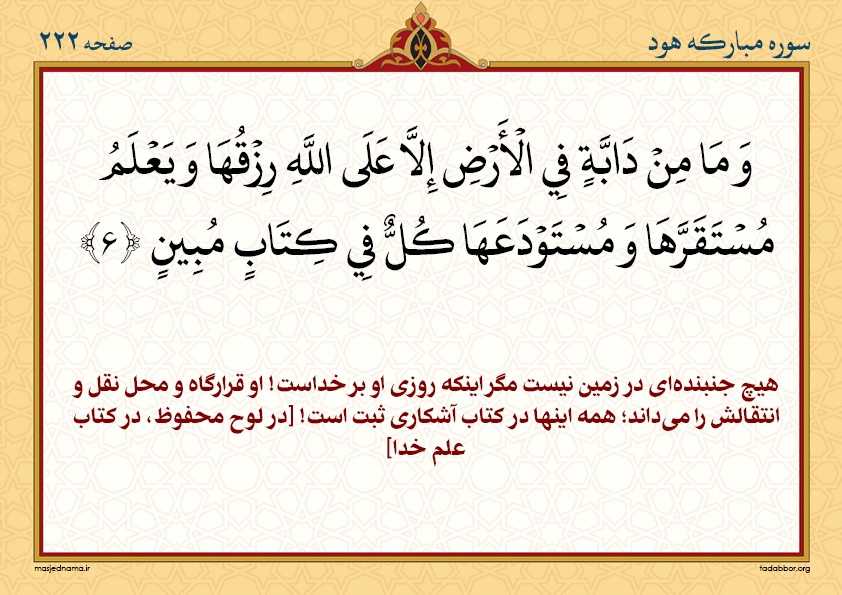 سوره مبارکه هود
صفحه ۲۲۲
وَ مَا مِنْ دَابَّةٍ فِي الْأَرْضِ إِلَّا عَلَى اللَّهِ رِزْقُهَا وَ يَعْلَمُ
مُسْتَقَرَّهَا وَ مُسْتَوْدَعَهَا كُلٌّ فِي كِتَابٍ مُبِينٍ ﴿۶﴾
هیچ جنبنده‌ای در زمین نیست مگر اینکه روزی او بر خداست! او قرارگاه و محل نقل و
انتقالش را می‌داند؛ همه اینها در کتاب آشکاری ثبت است! [در لوح محفوظ، در کتاب
علم خدا]
masjednama.ir
tadabbor.org